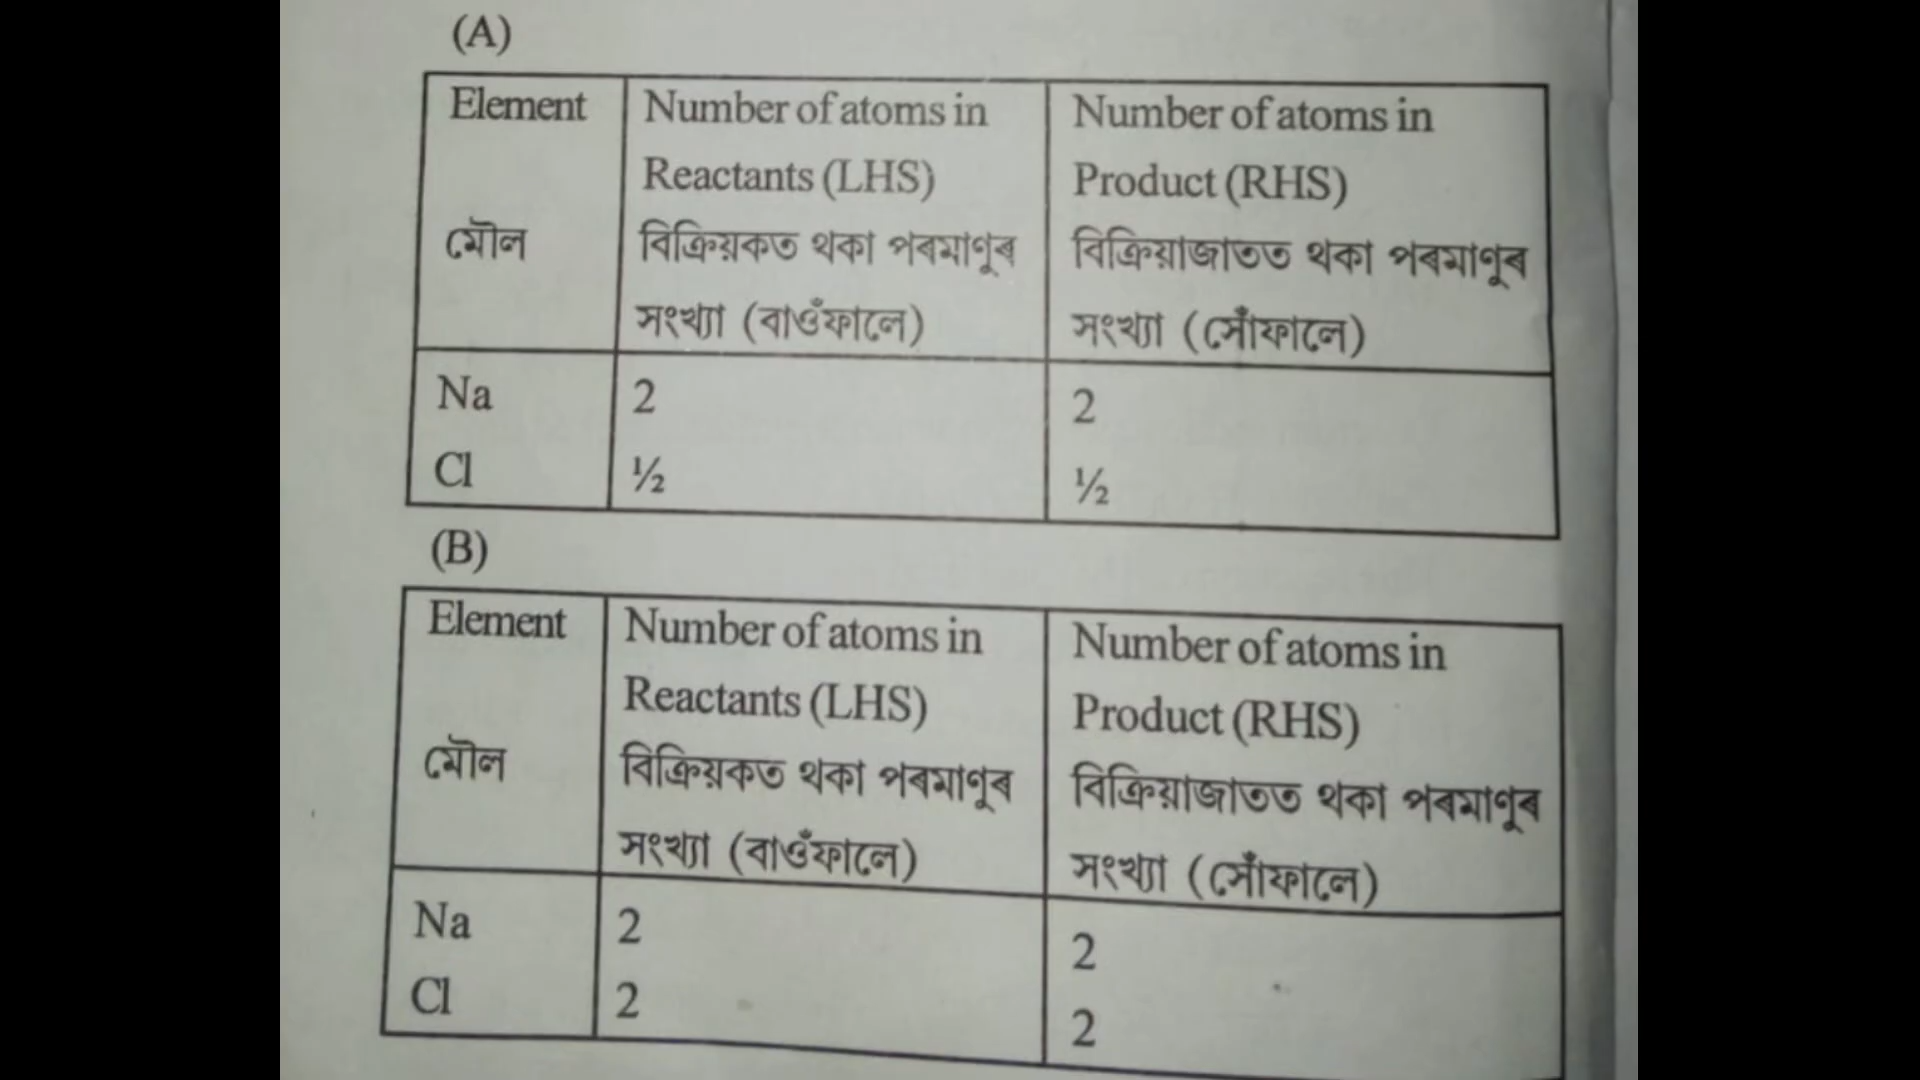 (A)
Element
Number of atoms in
Number of atoms in
Reactants (LHS)
Product (RHS)
মৌল
বিক্ৰিয়কত থকা পৰমাণুৰ
বিক্ৰিয়াজাতত থকা পৰমাণুৰ
সংখ্যা (বাওঁফালে)
সংখ্যা (সোঁফালে)
Na 2 2
Cl ½ ½
(B)
Element
Number of atoms in
Number of atoms in
Reactants (LHS)
Product (RHS)
মৌল
বিক্ৰিয়কত থকা পৰমাণুৰ
বিক্ৰিয়াজাতত থকা পৰমাণুৰ
সংখ্যা (বাওঁফালে)
সংখ্যা (সোঁফালে)
Na 2 2
Cl 2 2